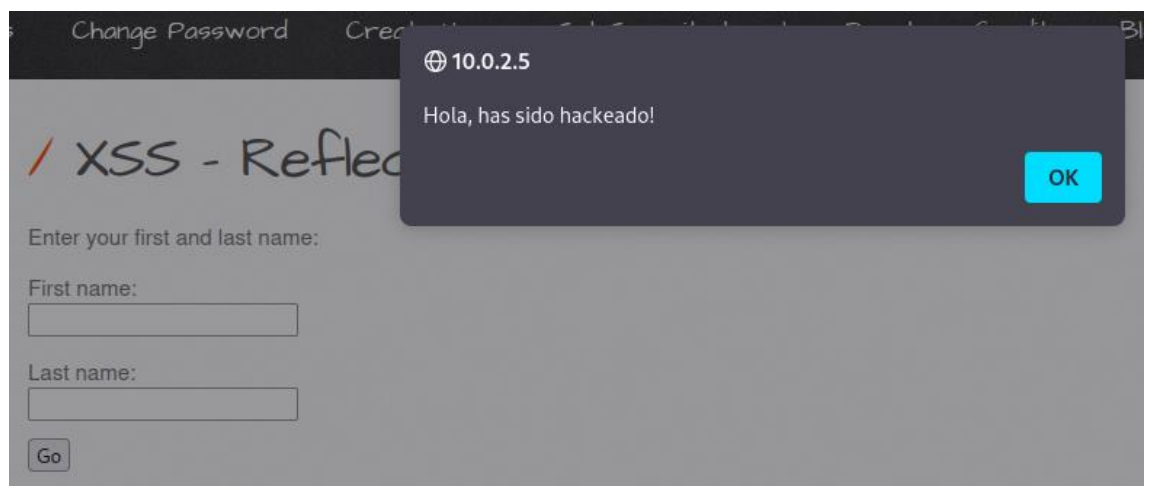 Change Password
10.0.2.5
Hola, has sido hackeado!
OK
/ XSS -
Enter your first and last name:
First name:
Last name:
Go